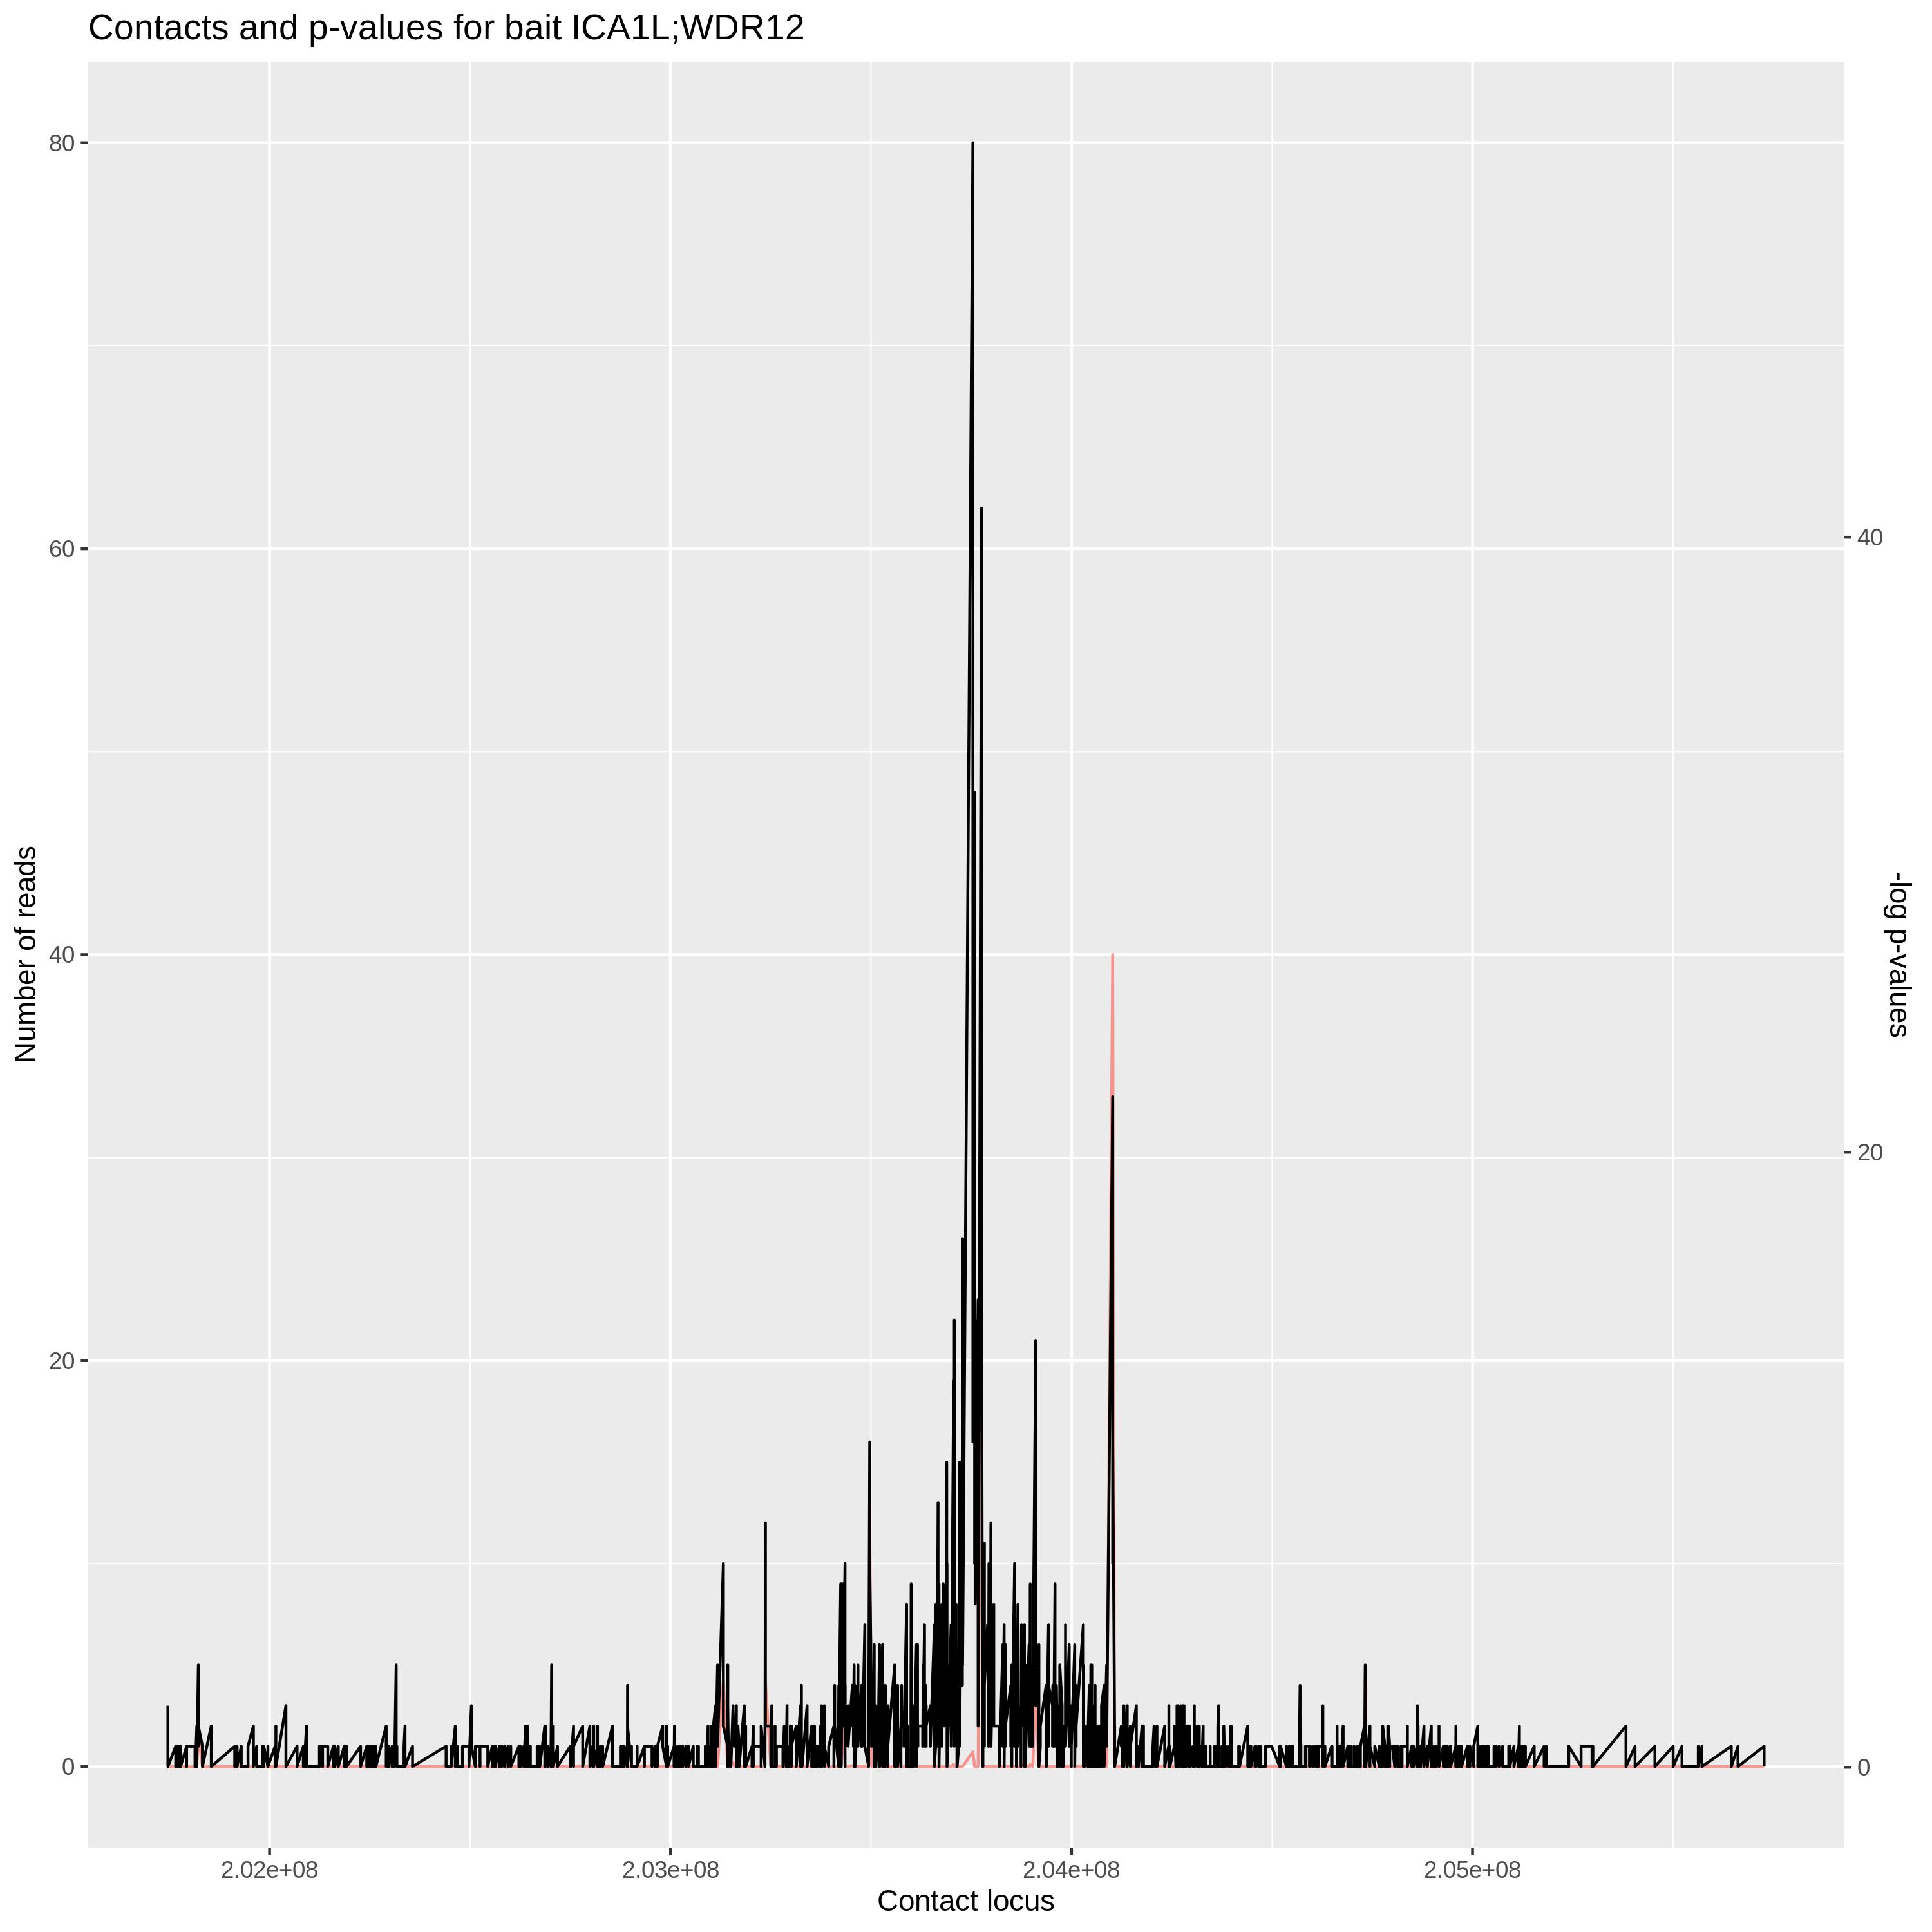 Contacts and p-values for bait ICA1L;WDR12
80
60
40
20
0
Number of reads
40
20
0
-log p-values
2.02e+08
2.03e+08
2.04e+08
2.05e+08
Contact locus